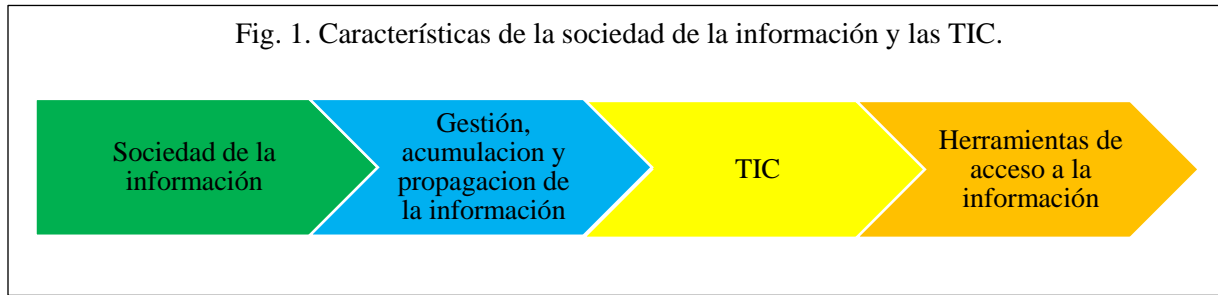 Fig. 1. Características de la sociedad de la información y las TIC.
Sociedad de la
información
Gestión,
acumulacion y
propagacion de
la información
TIC
Herramientas de
acceso a la
información